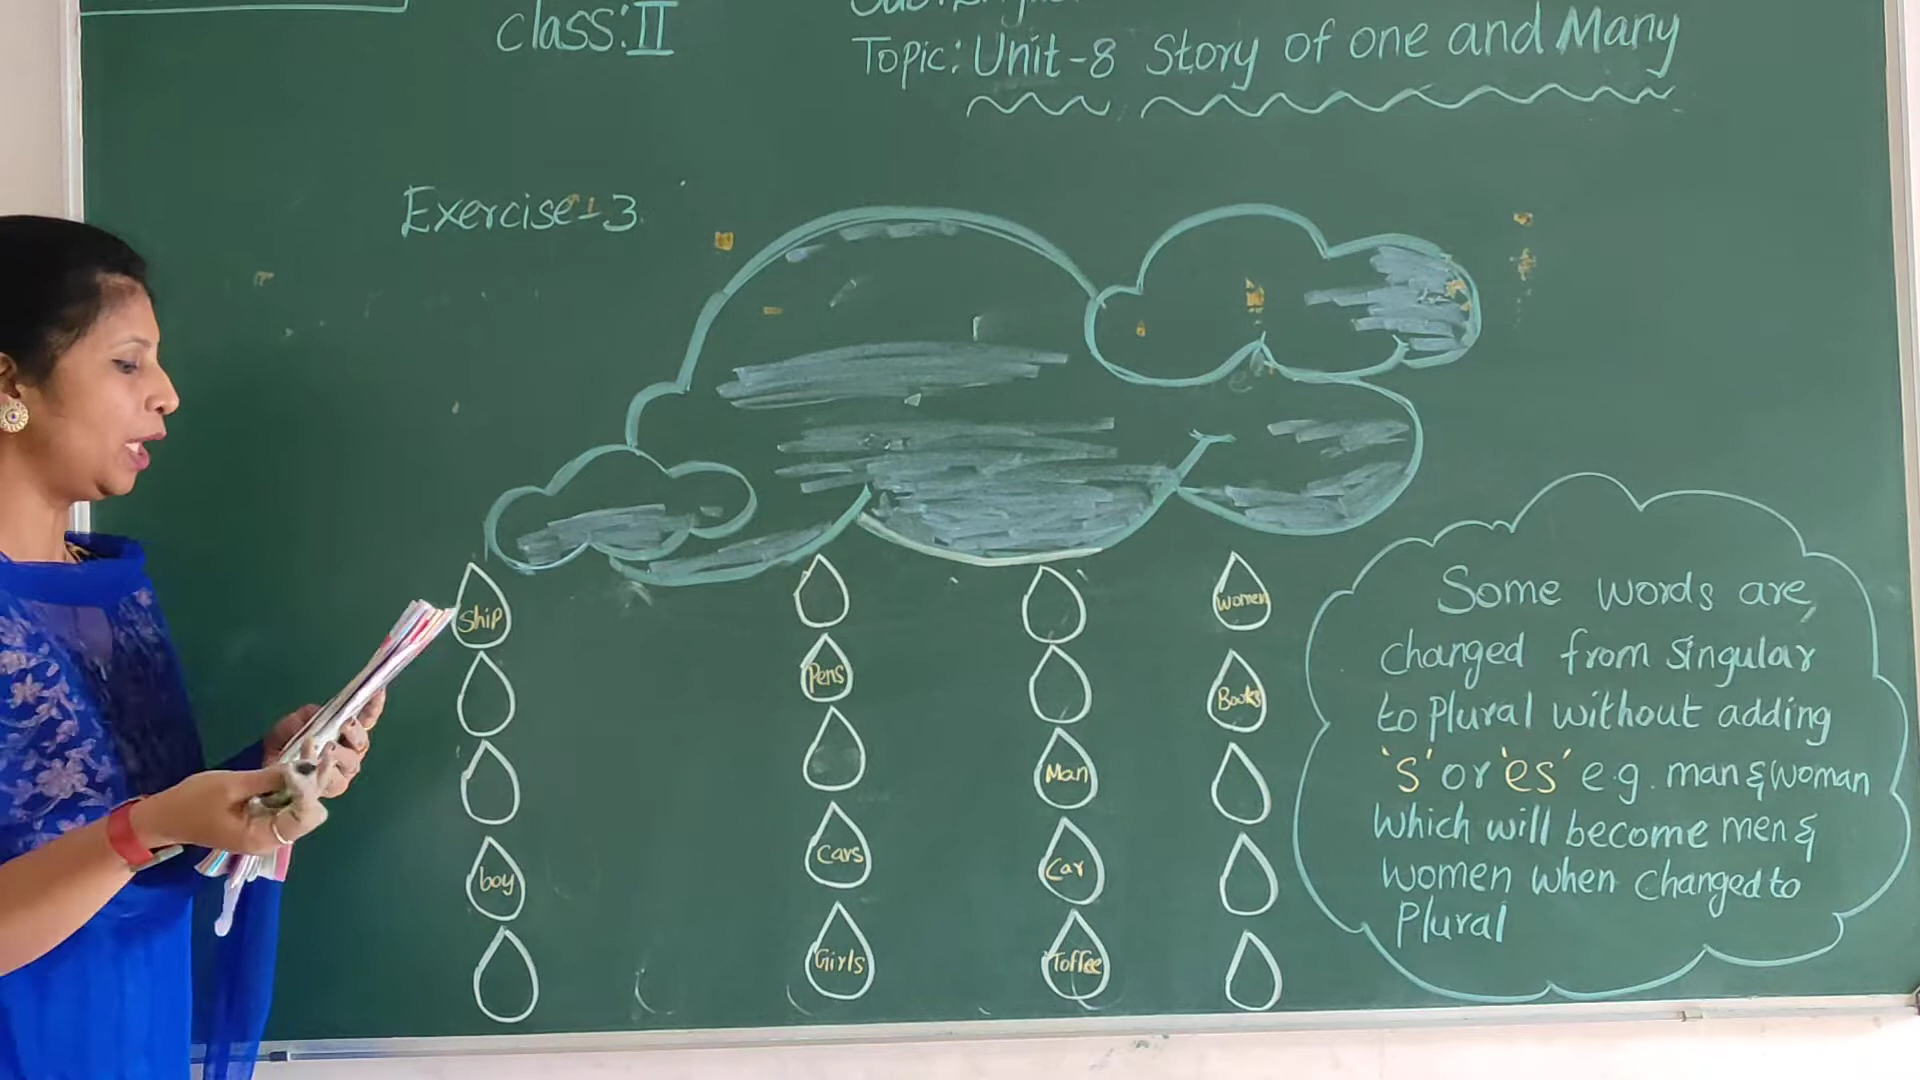 Class: II
Topic: Unit-8 Story of one and Many
Exercise-3
Ship
boy
Pens
Cars
Girls
Man
Car
Toffee
Women
Books
Some words are,
changed from singular
to Plural without adding
's' or 'es' e.g. man & woman
which will become men &
women when changed to
Plural